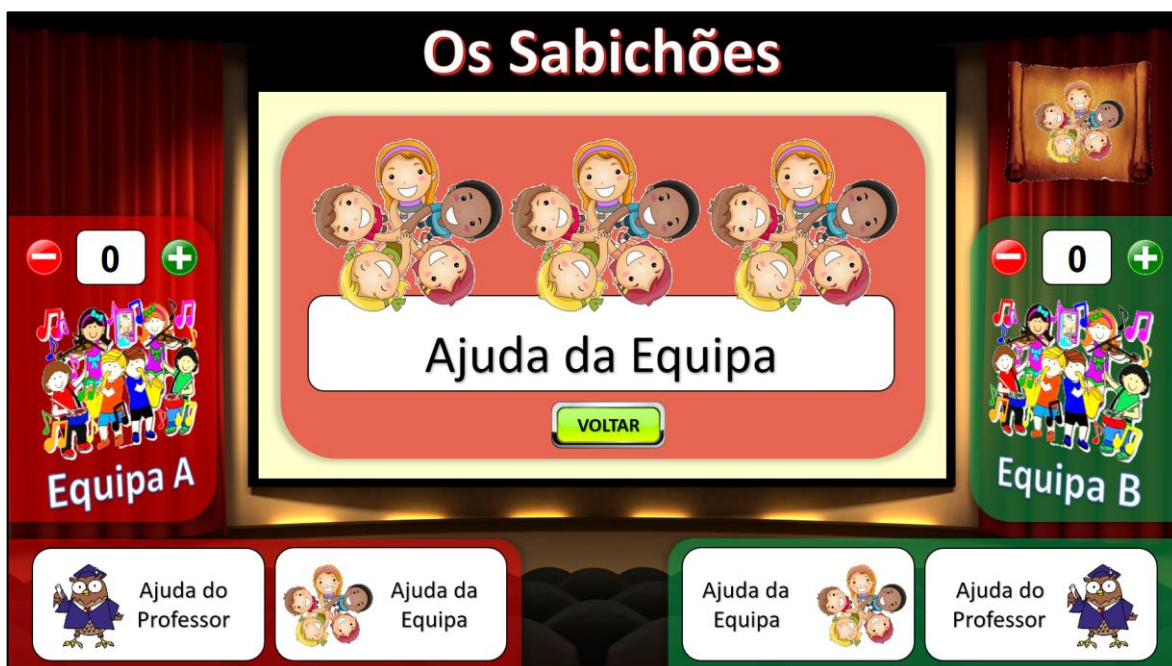 Os Sabichões
0
0
Ajuda da Equipa
VOLTAR
Equipa A
Equipa B
Ajuda do
Professor
Ajuda da
Equipa
Ajuda da
Equipa
Ajuda do
Professor